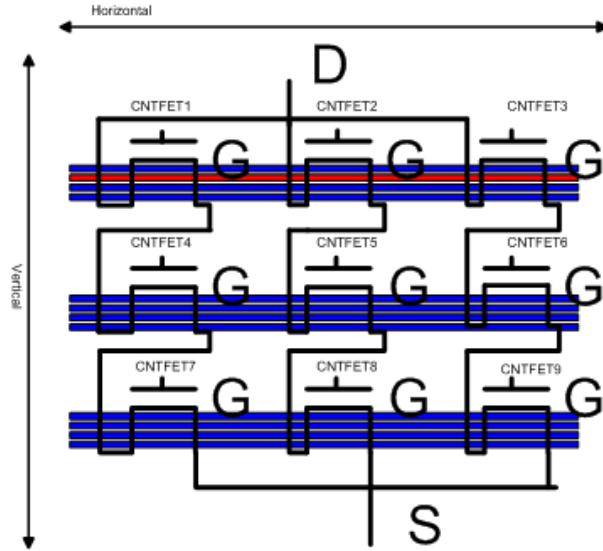 Horizontal
D
CNTFET1 CNTFET2 CNTFET3
G G G
Vertical
CNTFET4 CNTFET5 CNTFET6
G G G
CNTFET7 CNTFET8 CNTFET9
G G G
S